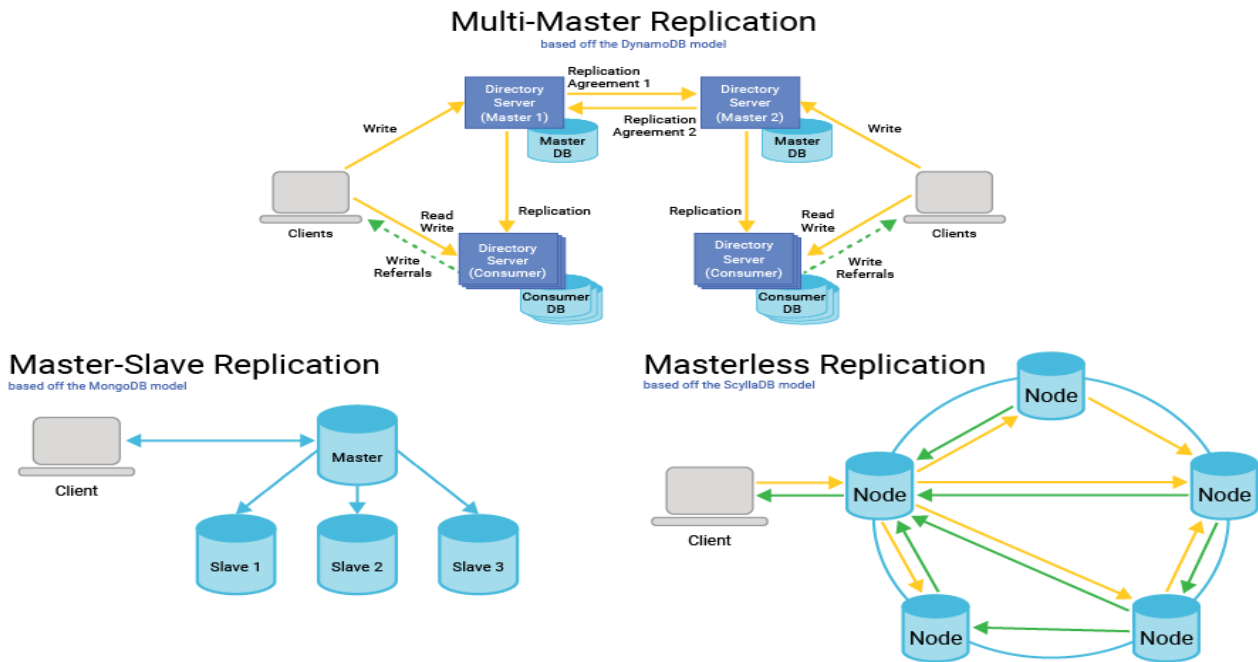 Multi-Master Replication
based off the DynamoDB model
Replication
Agreement 1
Directory
Server
(Master 1)
Directory
Server
(Master 2)
Replication
Agreement 2
Write
Write
Master
DB
Master
DB
Clients
Read
Write
Replication
Replication
Read
Write
Clients
Write
Referrals
Directory
Server
(Consumer)
Directory
Server
(Consumer)
Write
Referrals
Consumer
DB
Consumer
DB
Master-Slave Replication
based off the MongoDB model
Client
Master
Slave 1
Slave 2
Slave 3
Masterless Replication
based off the ScyllaDB model
Node
Node
Node
Client
Node
Node